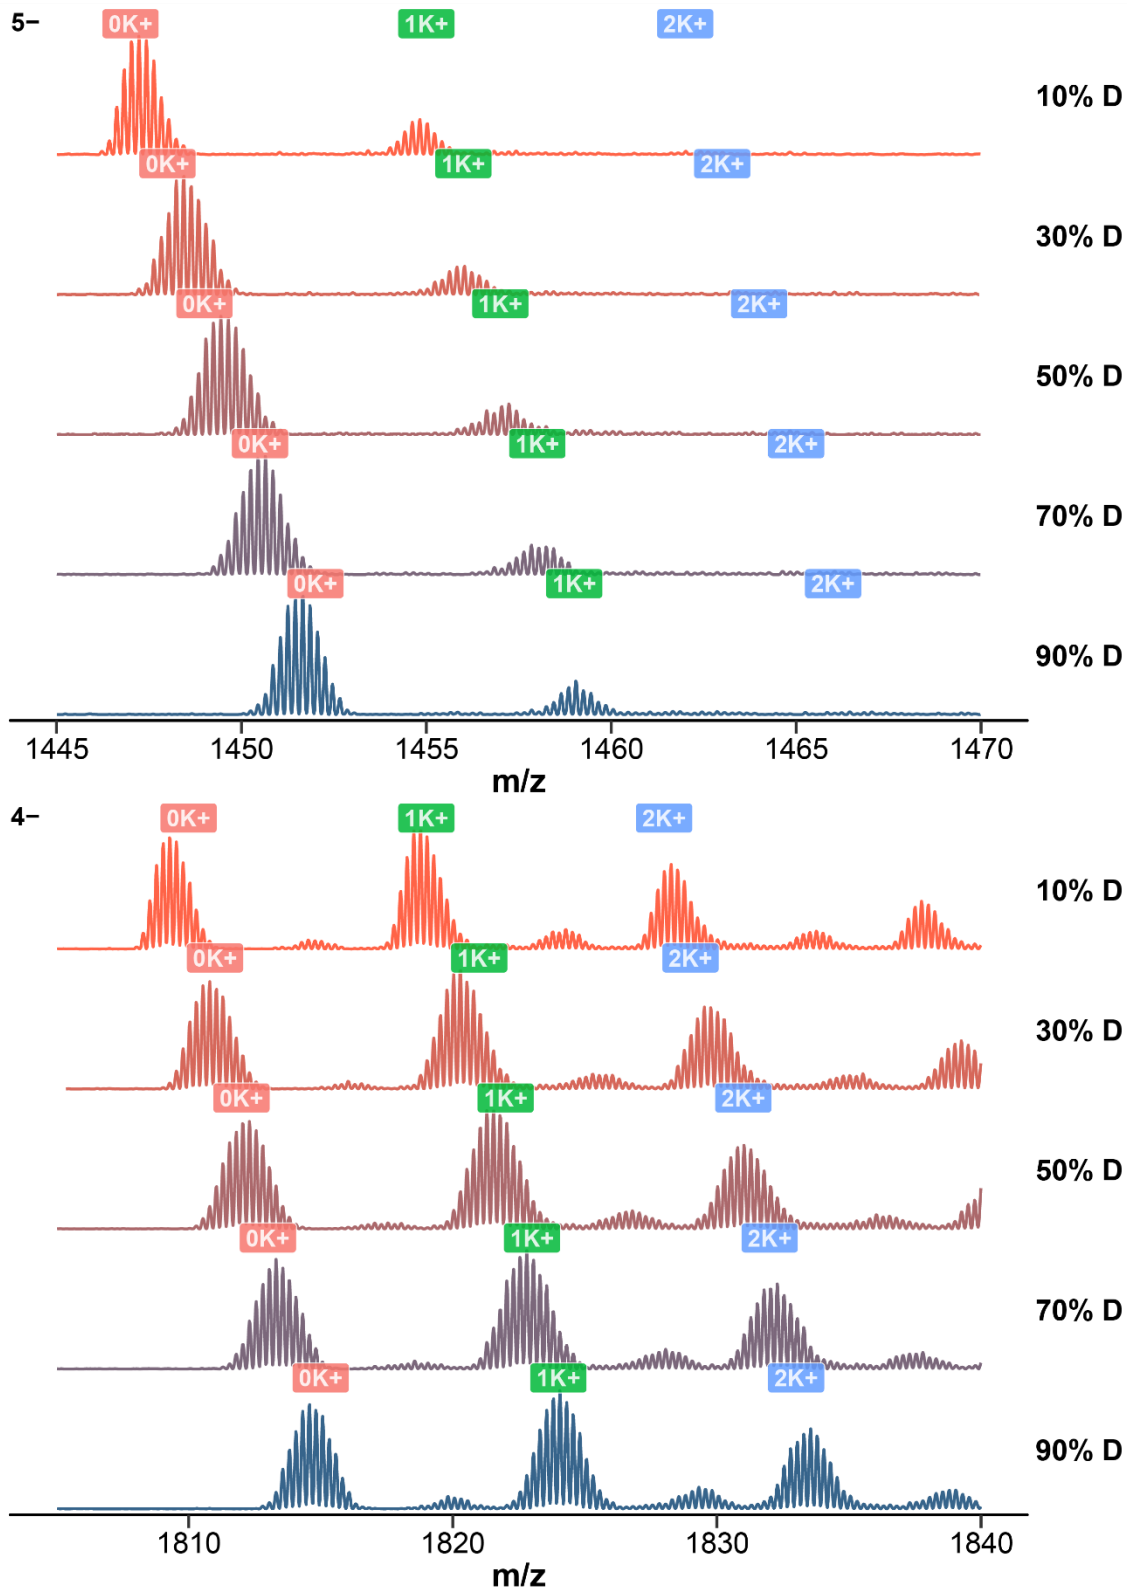 5−
0K+ 1K+ 2K+
10% D
0K+ 1K+ 2K+
30% D
0K+ 1K+ 2K+
50% D
0K+ 1K+ 2K+
70% D
0K+ 1K+ 2K+
90% D
1445 1450 1455 1460 1465 1470
m/z
4−
0K+ 1K+ 2K+
10% D
0K+ 1K+ 2K+
30% D
0K+ 1K+ 2K+
50% D
0K+ 1K+ 2K+
70% D
0K+ 1K+ 2K+
90% D
1810 1820 1830 1840
m/z